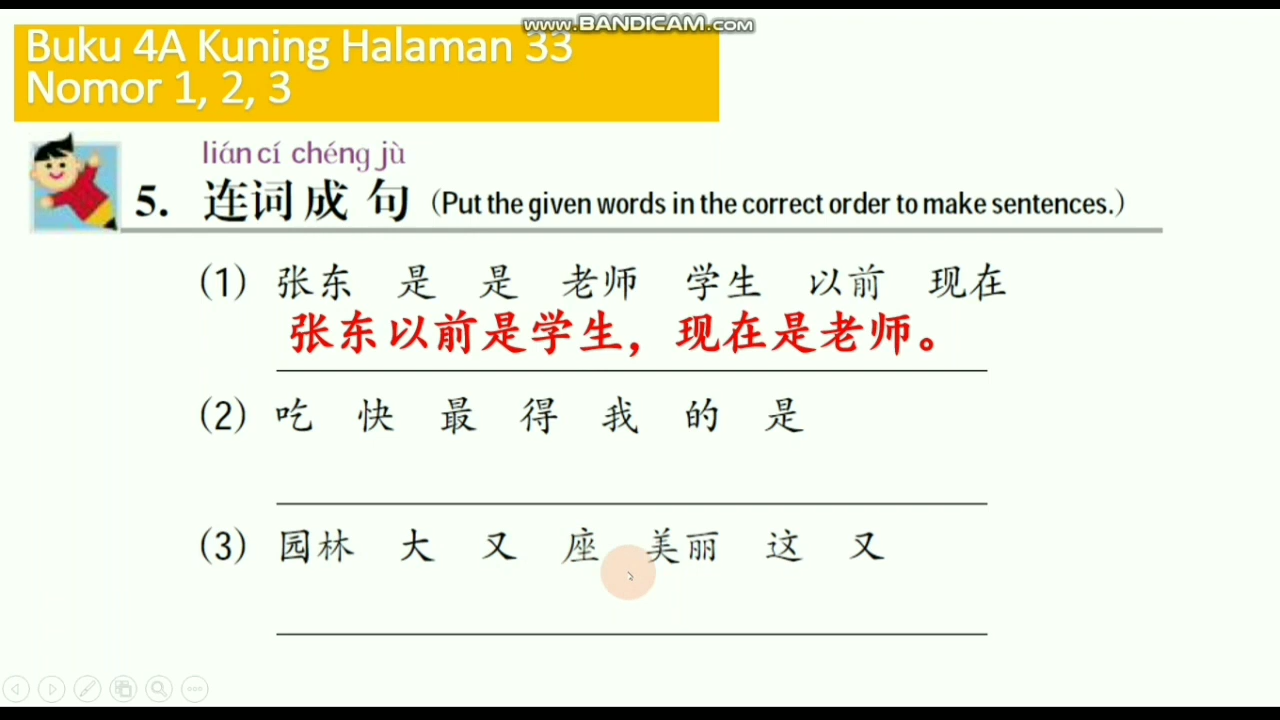 www.BANDICAM.com
Buku 4A Kuning Halaman 33
Nomor 1, 2, 3
lián cí chéng jù
5. 连词成句 (Put the given words in the correct order to make sentences.)
(1) 张东 是 是 老师 学生 以前 现在
张东以前是学生，现在是老师。
(2) 吃 快 最 得 我 的 是
(3) 园林 大 又 座 美丽 这 又